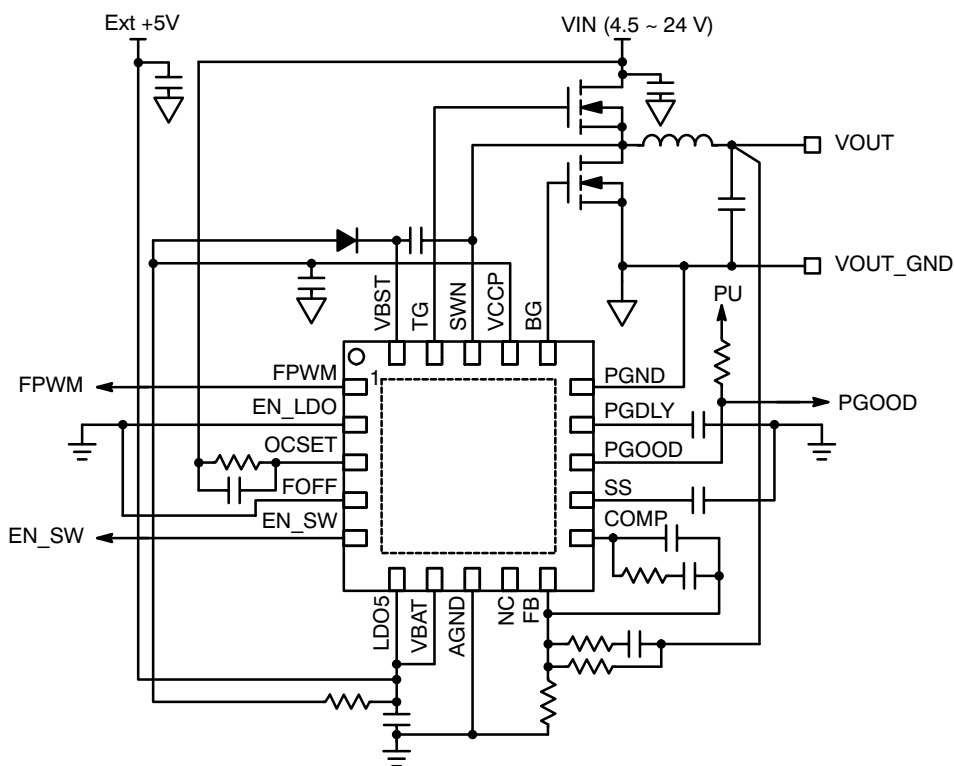 Ext +5V
VIN (4.5 ~ 24 V)
VOUT
VOUT_GND
PU
VBST
TG
SWN
VCCP
BG
FPWM
FPWM
1
PGND
EN_LDO
PGDLY
PGOOD
OCSET
PGOOD
FOFF
SS
EN_SW
EN_SW
COMP
LDO5
VBAT
AGND
NC
FB